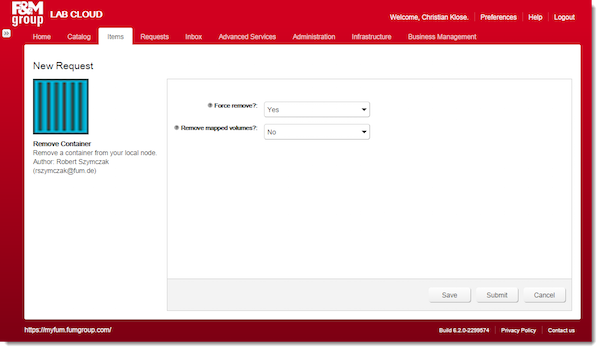 F&M group LAB CLOUD
Welcome, Christian Klose. Preferences Help Logout
Home Catalog Items Requests Inbox Advanced Services Administration Infrastructure Business Management
New Request
Force remove?: Yes
Remove mapped volumes?: No
Remove Container
Remove a container from your local node.
Author: Robert Szymczak
(rszymczak@fum.de)
Save Submit Cancel
https://myfum.fumgroup.com/ Build 6.2.0-2299574 Privacy Policy Contact us